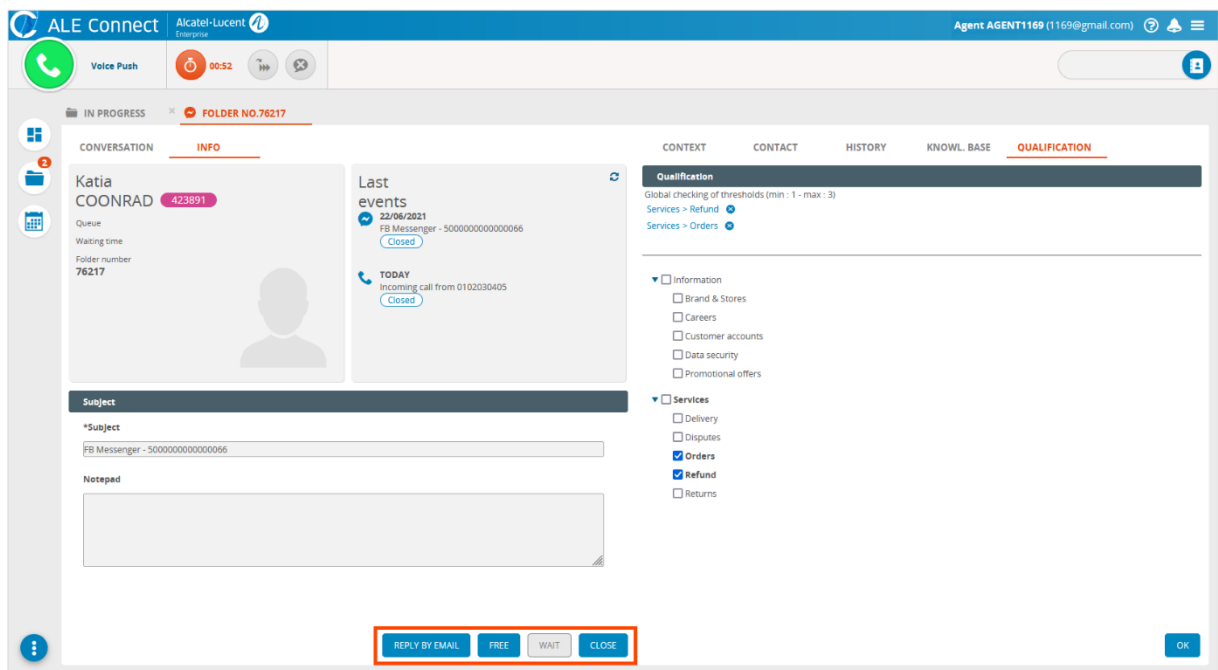 ALE Connect
Alcatel·Lucent
Enterprise
Agent AGENT1169 (1169@gmail.com)
Voice Push
00:52
IN PROGRESS
FOLDER NO.76217
2
CONVERSATION
INFO
Katia
COONRAD 423891
Queue
Waiting time
Folder number
76217
Last
events
22/06/2021
FB Messenger - 5000000000000066
Closed
TODAY
Incoming call from 0102030405
Closed
Subject
*Subject
FB Messenger - 5000000000000066
Notepad
REPLY BY EMAIL FREE WAIT CLOSE
CONTEXT CONTACT HISTORY KNOWL. BASE QUALIFICATION
Qualification
Global checking of thresholds (min : 1 - max : 3)
Services > Refund
Services > Orders
Information
Brand & Stores
Careers
Customer accounts
Data security
Promotional offers
Services
Delivery
Disputes
Orders
Refund
Returns
OK